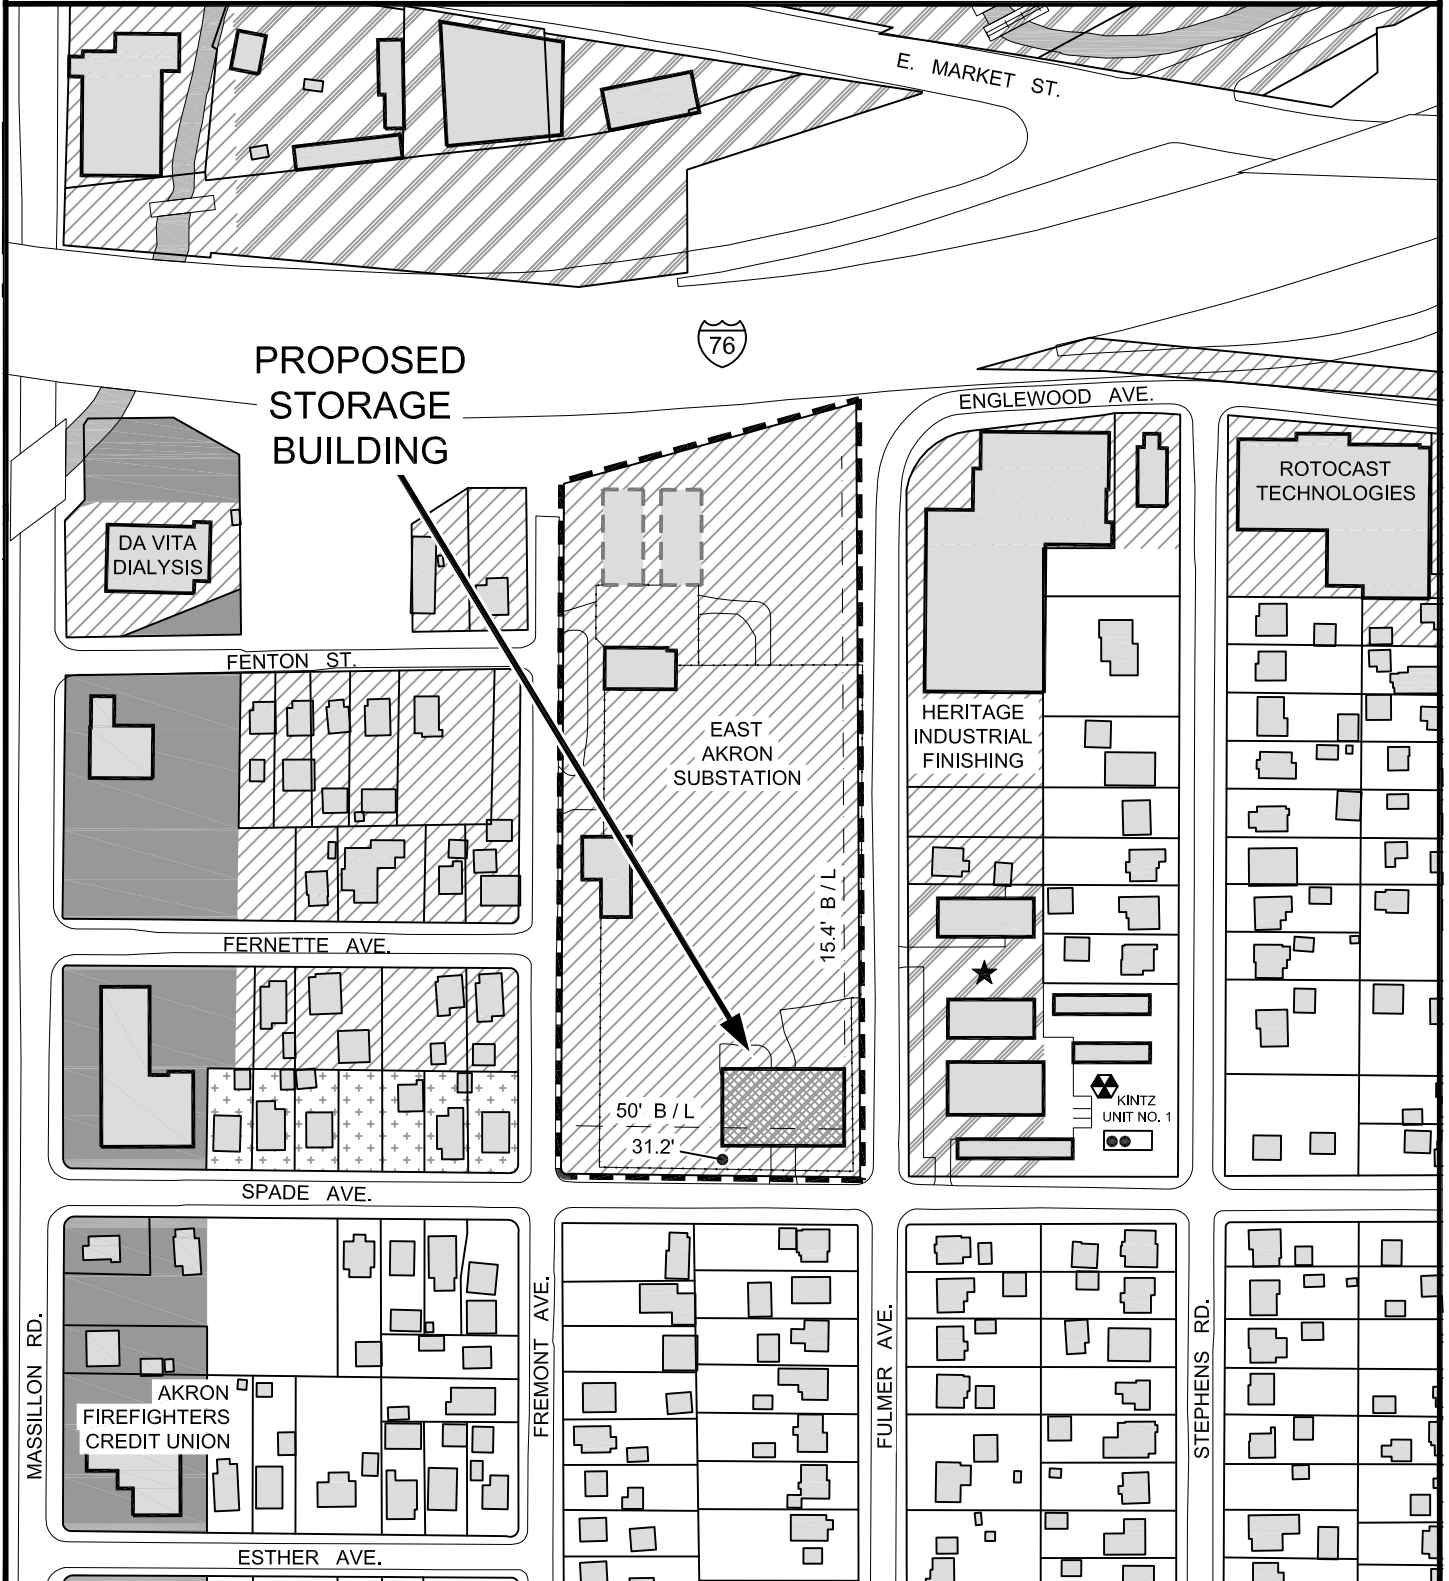 E. MARKET ST.
76
PROPOSED
STORAGE
BUILDING
ENGLEWOOD AVE.
ROTOCAST
TECHNOLOGIES
DA VITA
DIALYSIS
FENTON ST.
EAST
AKRON
SUBSTATION
HERITAGE
INDUSTRIAL
FINISHING
15.4' B / L
FERNETTE AVE.
KINTZ
UNIT NO. 1
50' B / L
31.2'
SPADE AVE.
MASSILLON RD.
FREMONT AVE.
FULMER AVE.
STEPHENS RD.
AKRON
FIREFIGHTERS
CREDIT UNION
ESTHER AVE.